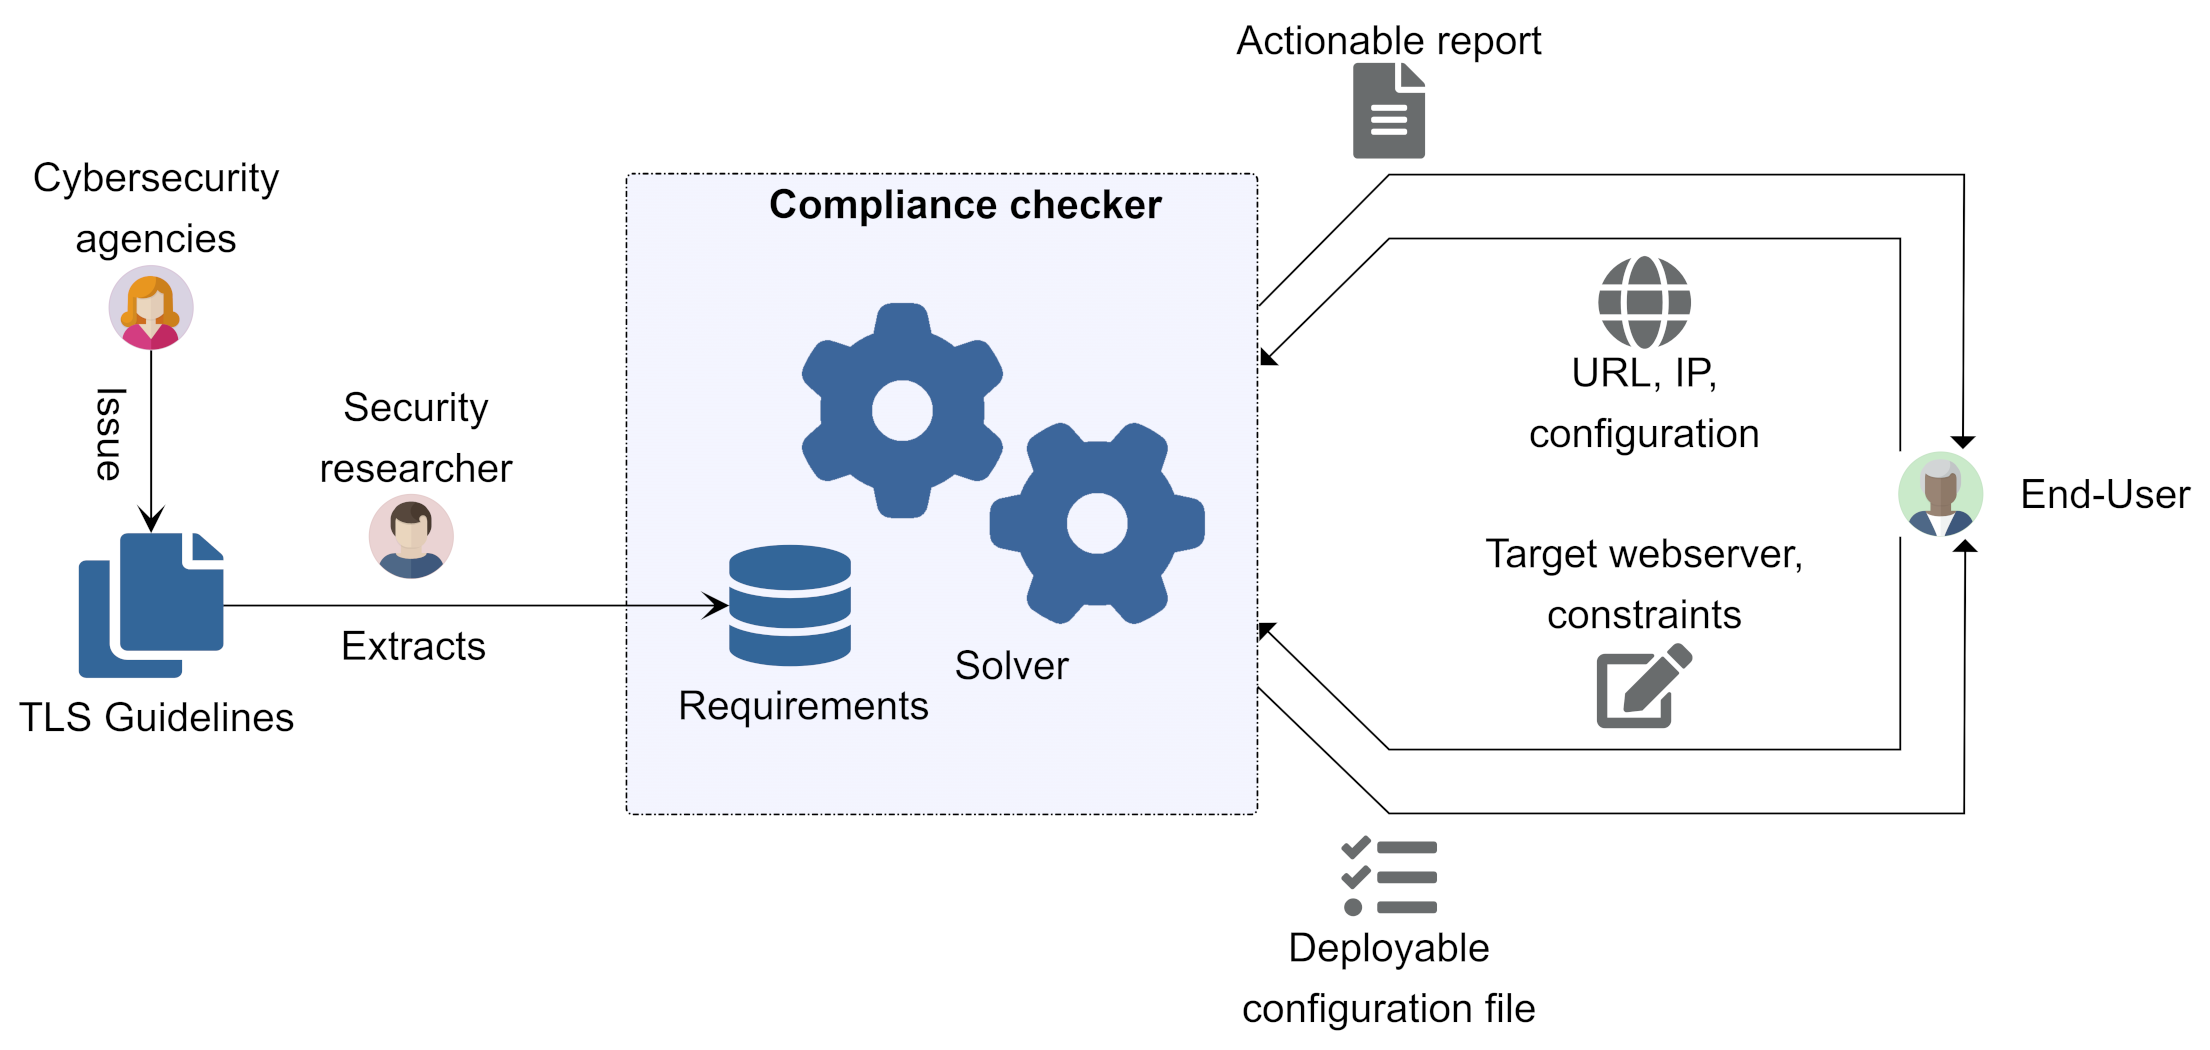 Actionable report
Cybersecurity
agencies
Compliance checker
Issue
Security
researcher
URL, IP,
configuration
End-User
Target webserver,
constraints
Extracts
Solver
Requirements
TLS Guidelines
Deployable
configuration file